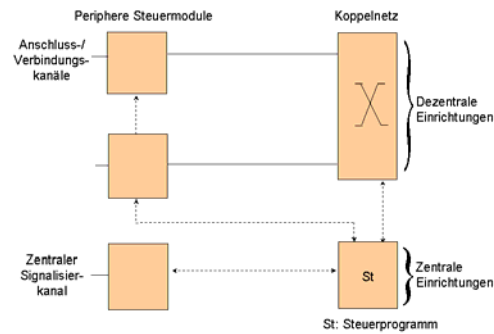 Periphere Steuermodule
Koppelnetz
Anschluss-/
Verbindungs-
kanäle
Dezentrale
Einrichtungen
Zentraler
Signalisier-
kanal
St
Zentrale
Einrichtungen
St: Steuerprogramm